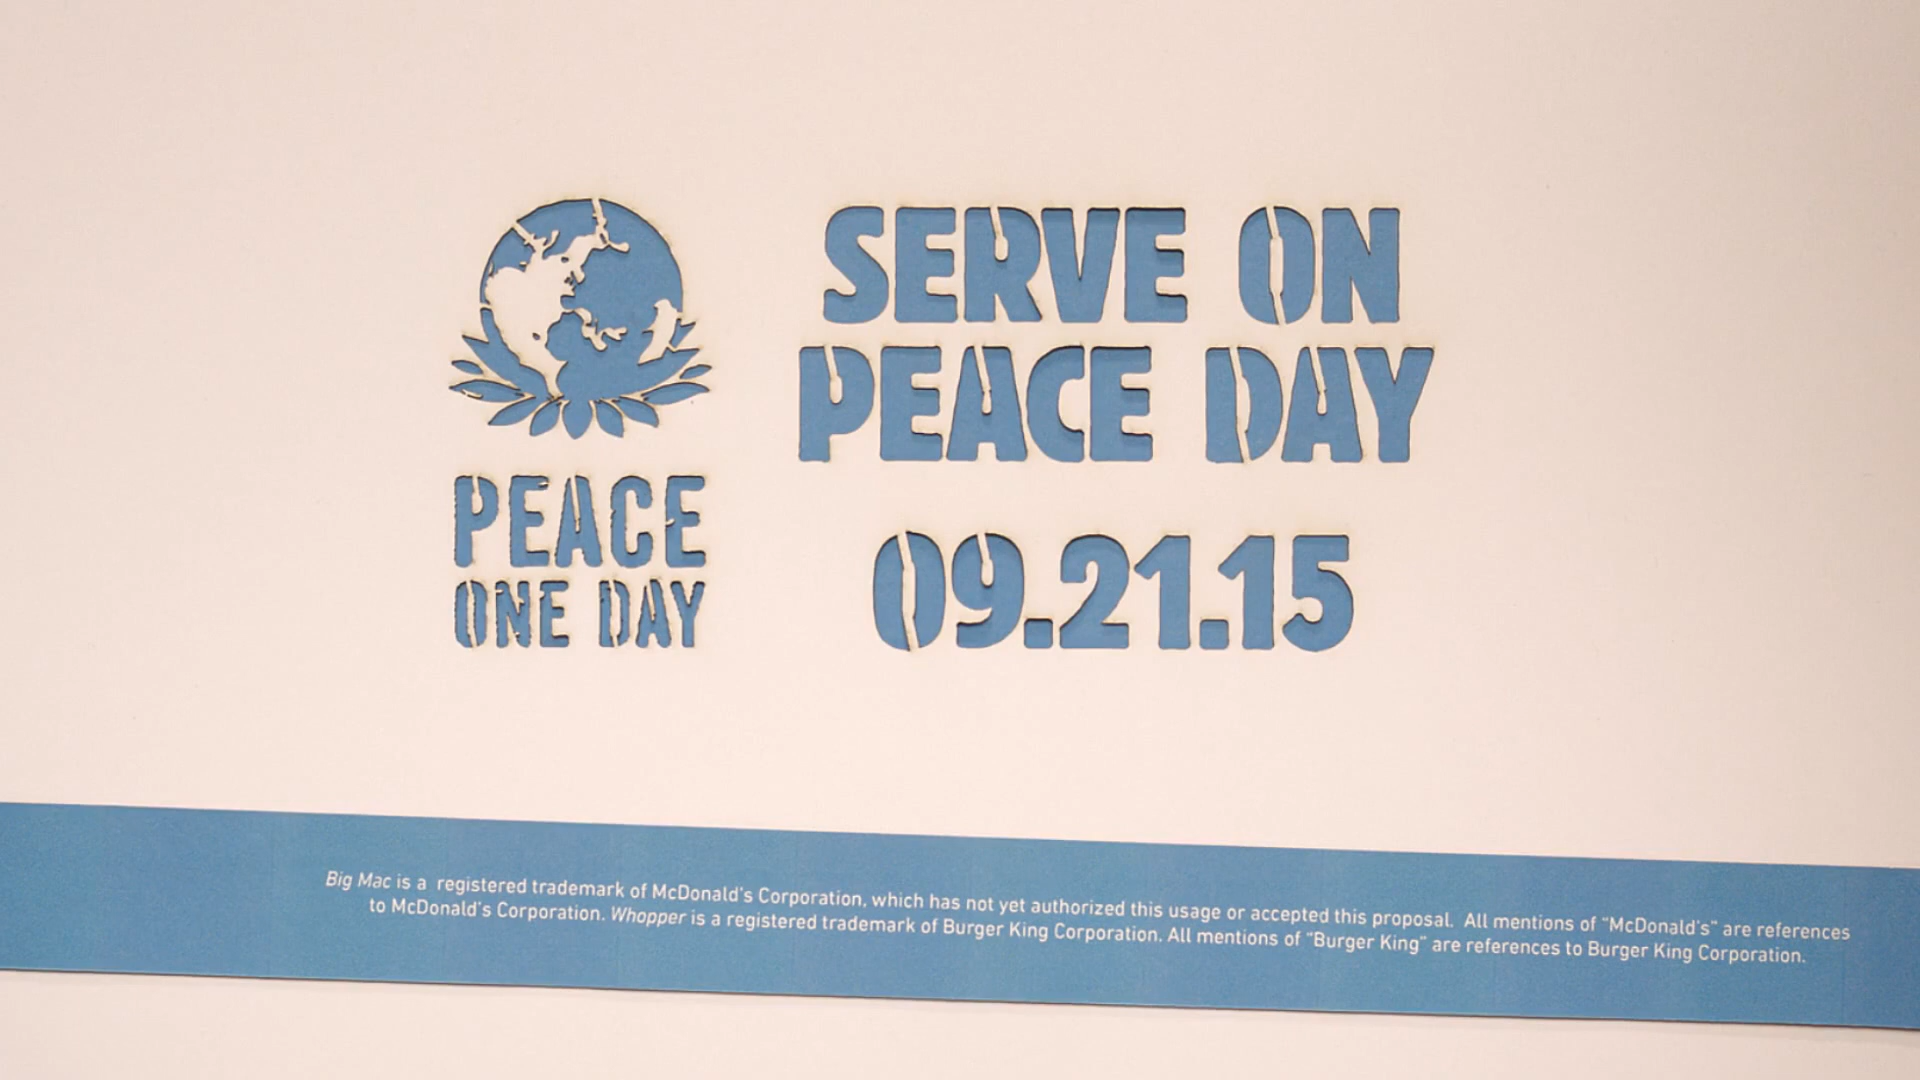 PEACE
ONE DAY
SERVE ON
PEACE DAY
09.21.15
Big Mac is a registered trademark of McDonald's Corporation, which has not yet authorized this usage or accepted this proposal. All mentions of "McDonald's" are references
to McDonald's Corporation. Whopper is a registered trademark of Burger King Corporation. All mentions of "Burger King" are references to Burger King Corporation.